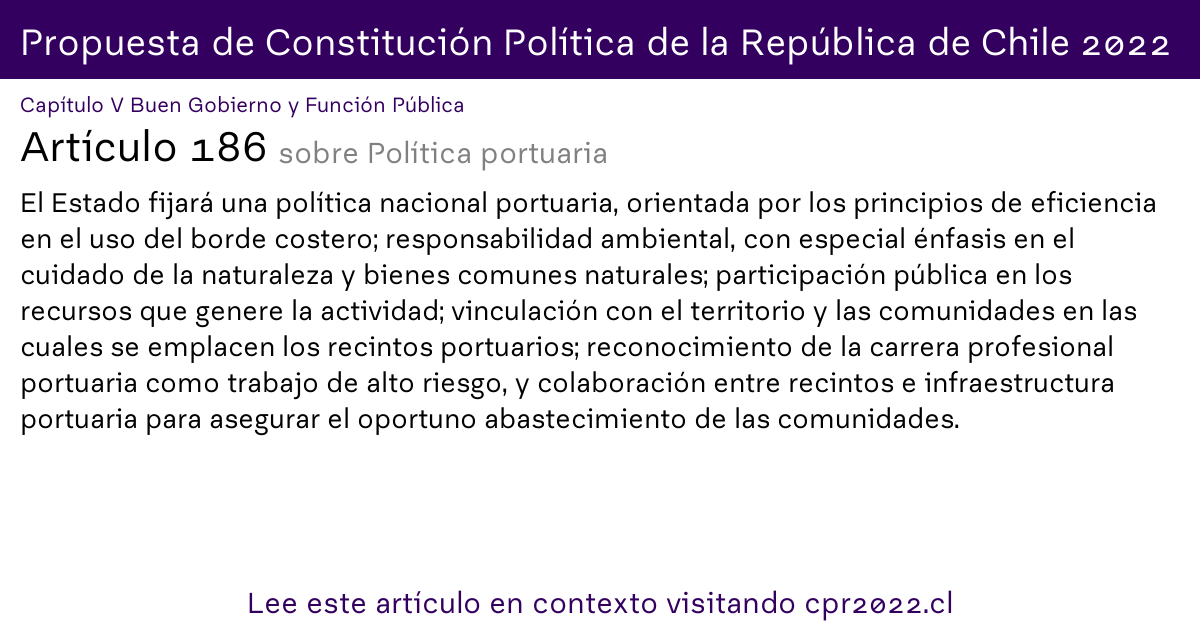 Propuesta de Constitución Política de la República de Chile 2022
Capítulo V Buen Gobierno y Función Pública
Artículo 186 sobre Política portuaria
El Estado fijará una política nacional portuaria, orientada por los principios de eficiencia
en el uso del borde costero; responsabilidad ambiental, con especial énfasis en el
cuidado de la naturaleza y bienes comunes naturales; participación pública en los
recursos que genere la actividad; vinculación con el territorio y las comunidades en las
cuales se emplacen los recintos portuarios; reconocimiento de la carrera profesional
portuaria como trabajo de alto riesgo, y colaboración entre recintos e infraestructura
portuaria para asegurar el oportuno abastecimiento de las comunidades.
Lee este artículo en contexto visitando cpr2022.cl